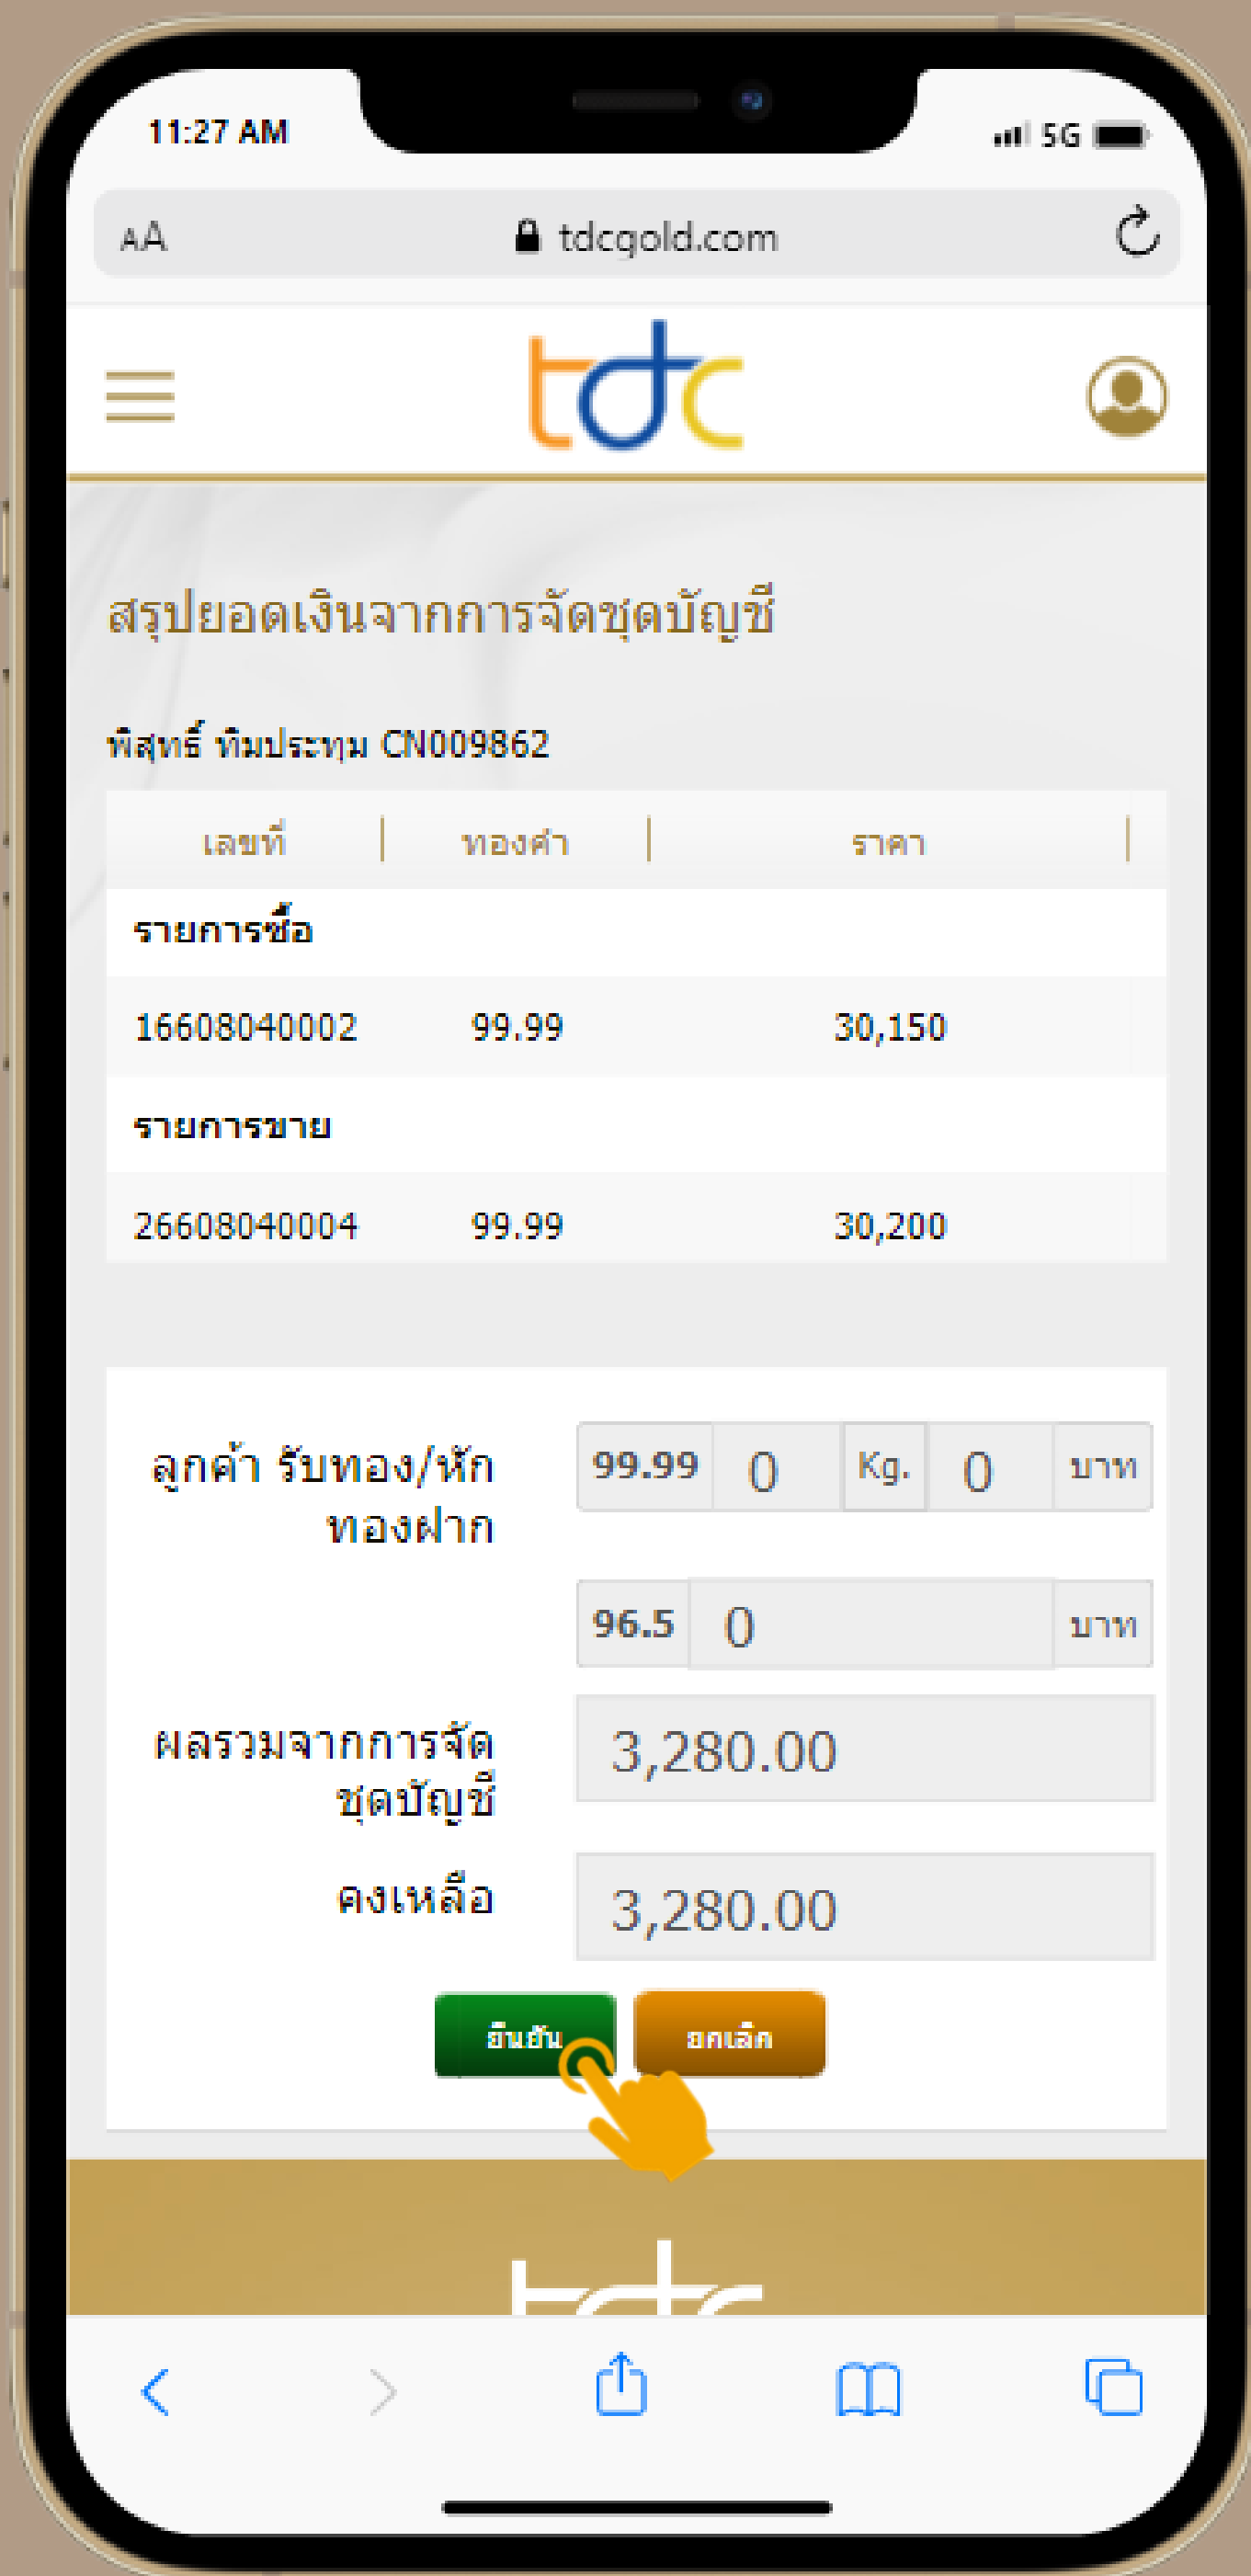 11:27 AM
5G
AA
tdcgold.com
tdc
สรุปยอดเงินจากการจัดชุดบัญชี
พิสุทธิ์ ทิมประทุม CN009862
เลขที่ ทองคำ ราคา
รายการซื้อ
16608040002 99.99 30,150
รายการขาย
26608040004 99.99 30,200
ลูกค้า รับทอง/หัก 99.99 0 Kg. 0 บาท
ทองฝาก
96.5 0 บาท
ผลรวมจากการจัด 3,280.00
ชุดบัญชี
คงเหลือ 3,280.00
ยืนยัน ยกเลิก
tdc